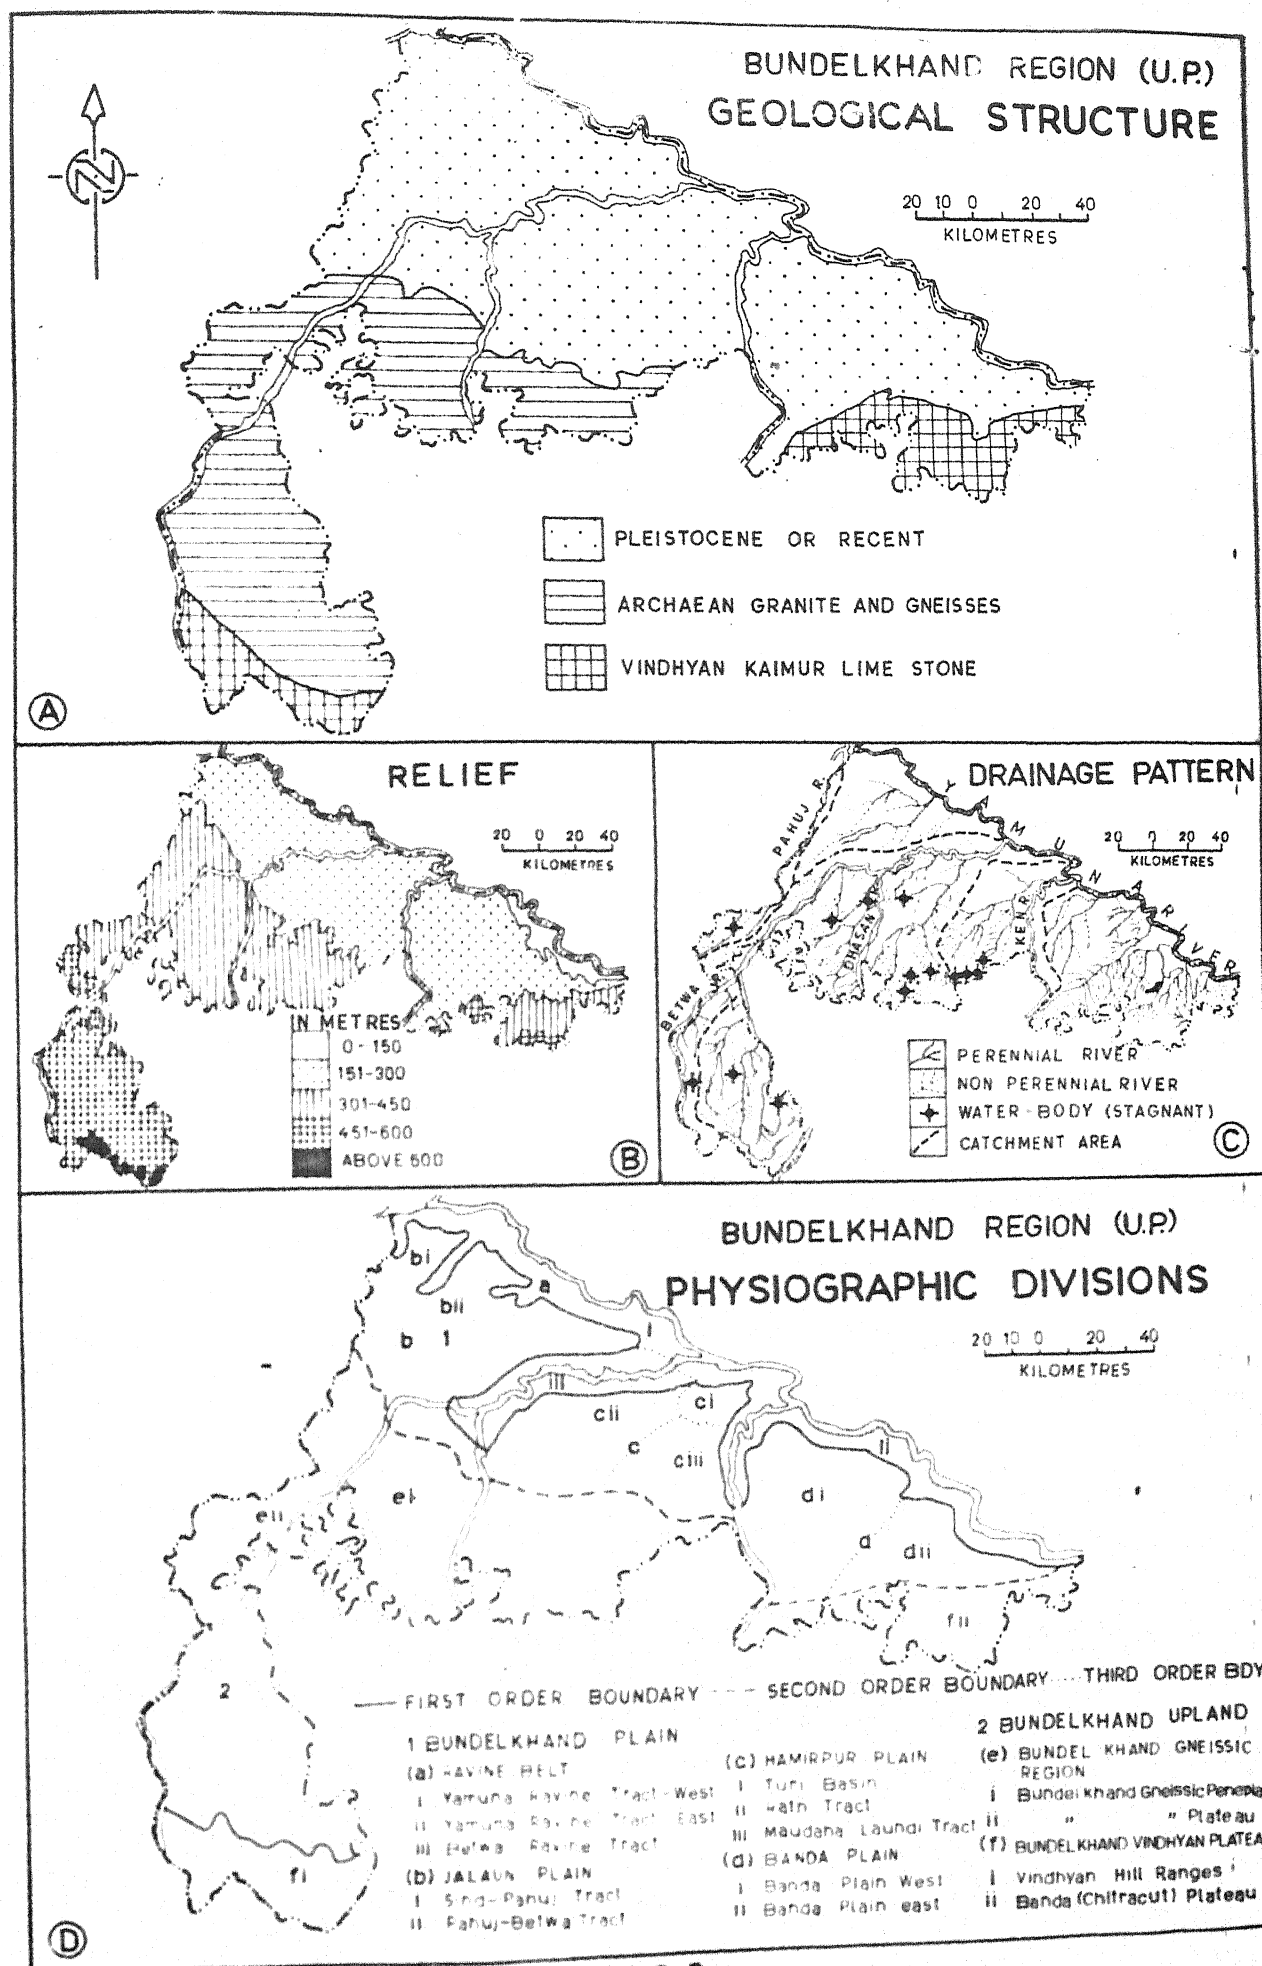 BUNDELKHAND REGION (U.P.)
GEOLOGICAL STRUCTURE
N
20 10 0 20 40
KILOMETRES
PLEISTOCENE OR RECENT
ARCHAEAN GRANITE AND GNEISSES
VINDHYAN KAIMUR LIME STONE
A
RELIEF
20 0 20 40
KILOMETRES
IN METRES
0-150
151-300
301-450
451-600
ABOVE 600
B
DRAINAGE PATTERN
20 0 20 40
KILOMETRES
PAHUJ R.
YAMUNA RIVER
BETWA R.
DHASAN
KEN R.
PERENNIAL RIVER
NON PERENNIAL RIVER
WATER-BODY (STAGNANT)
CATCHMENT AREA
C
BUNDELKHAND REGION (U.P.)
PHYSIOGRAPHIC DIVISIONS
20 10 0 20 40
KILOMETRES
bi
a
bii
b 1
i
iii
ci
cii
c
ciii
ii
ei
di
eii
d
dii
fii
2
fi
FIRST ORDER BOUNDARY --- SECOND ORDER BOUNDARY .... THIRD ORDER BDY
1 BUNDELKHAND PLAIN
(a) RAVINE BELT
i Yamuna Ravine Tract-West
ii Yamuna Ravine Tract East
iii Betwa Ravine Tract
(b) JALAUN PLAIN
i Sind-Pahuj Tract
ii Pahuj-Betwa Tract
(c) HAMIRPUR PLAIN
i Turi Basin
ii Rath Tract
iii Maudaha Laundi Tract
(d) BANDA PLAIN
i Banda Plain West
ii Banda Plain east
2 BUNDELKHAND UPLAND
(e) BUNDEL KHAND GNEISSIC
REGION
i Bundelkhand Gneissic Penepla
ii " " Plateau
(f) BUNDELKHAND VINDHYAN PLATEA
i Vindhyan Hill Ranges
ii Banda (Chitracut) Plateau
D